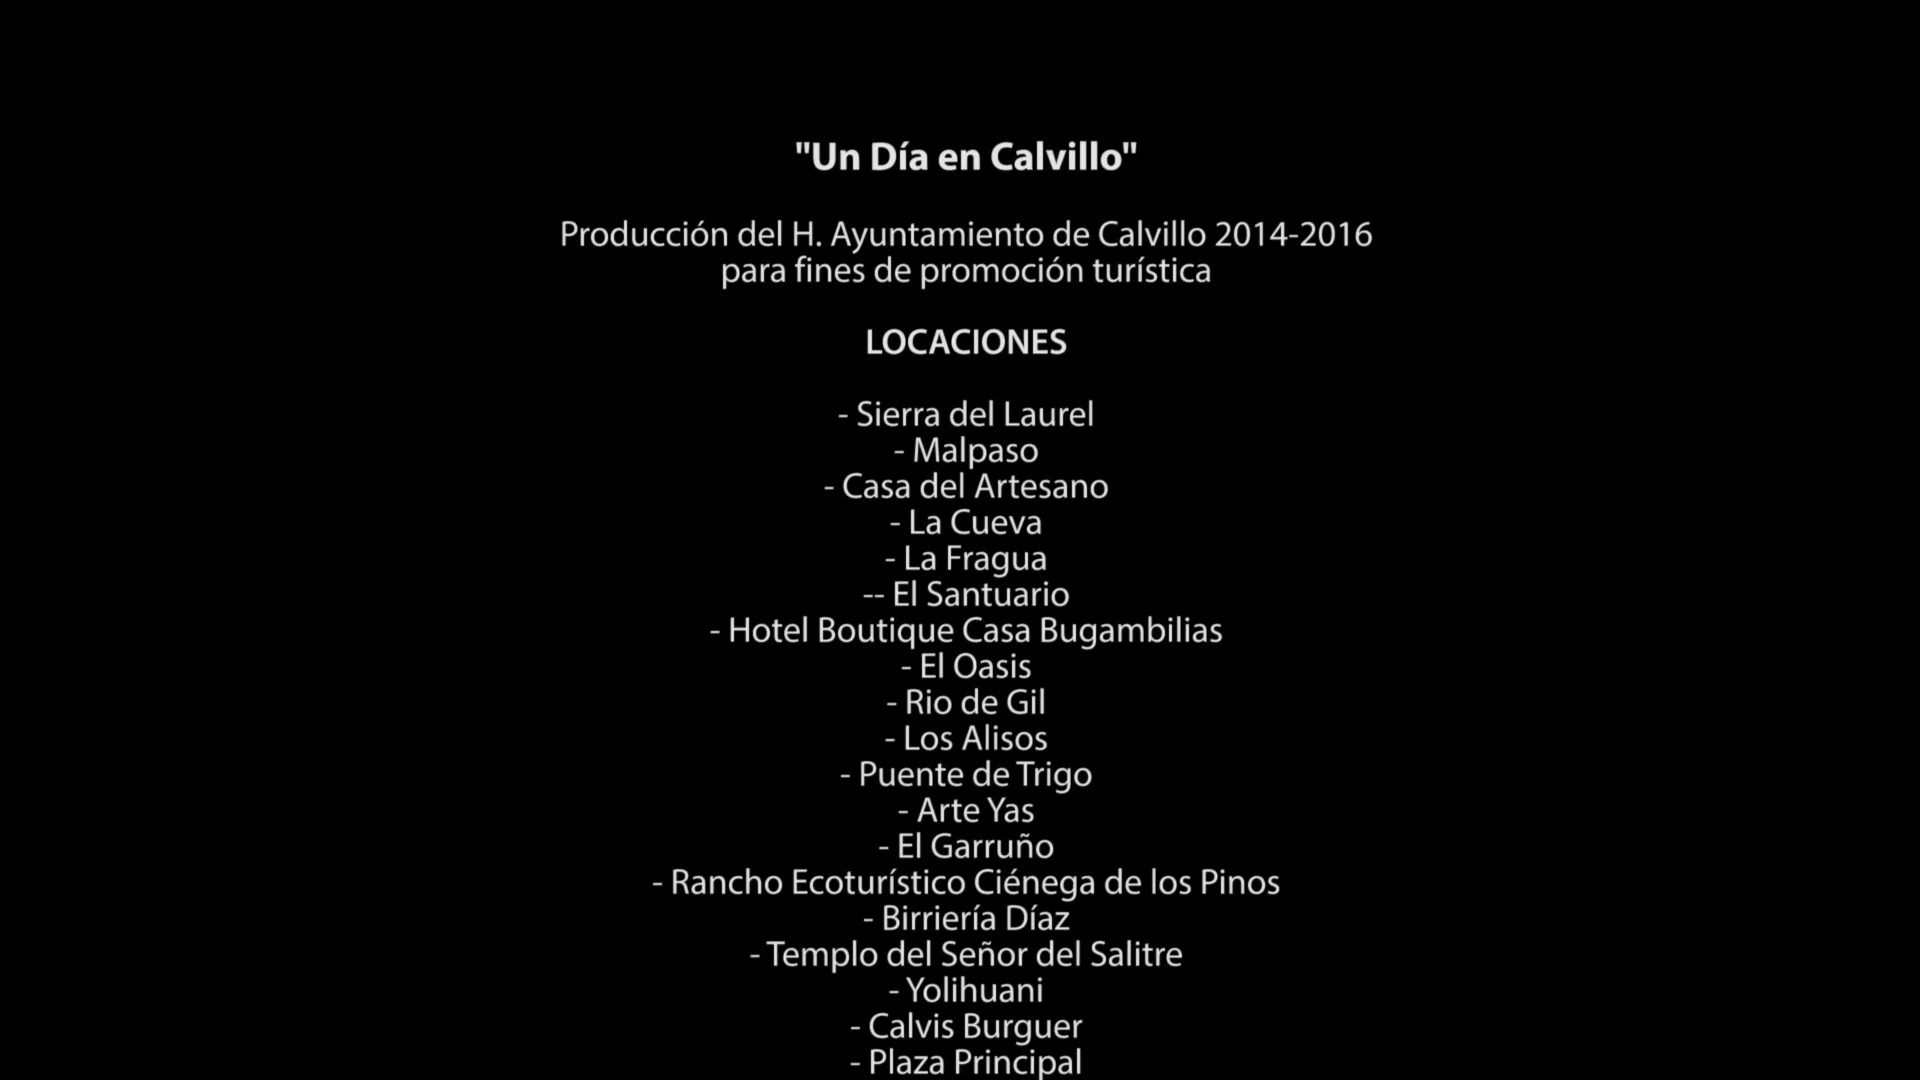 "Un Día en Calvillo"
Producción del H. Ayuntamiento de Calvillo 2014-2016
para fines de promoción turística
LOCACIONES
- Sierra del Laurel
- Malpaso
- Casa del Artesano
- La Cueva
- La Fragua
-- El Santuario
- Hotel Boutique Casa Bugambilias
- El Oasis
- Rio de Gil
- Los Alisos
- Puente de Trigo
- Arte Yas
- El Garruño
- Rancho Ecoturístico Ciénega de los Pinos
- Birriería Díaz
- Templo del Señor del Salitre
- Yolihuani
- Calvis Burguer
- Plaza Principal